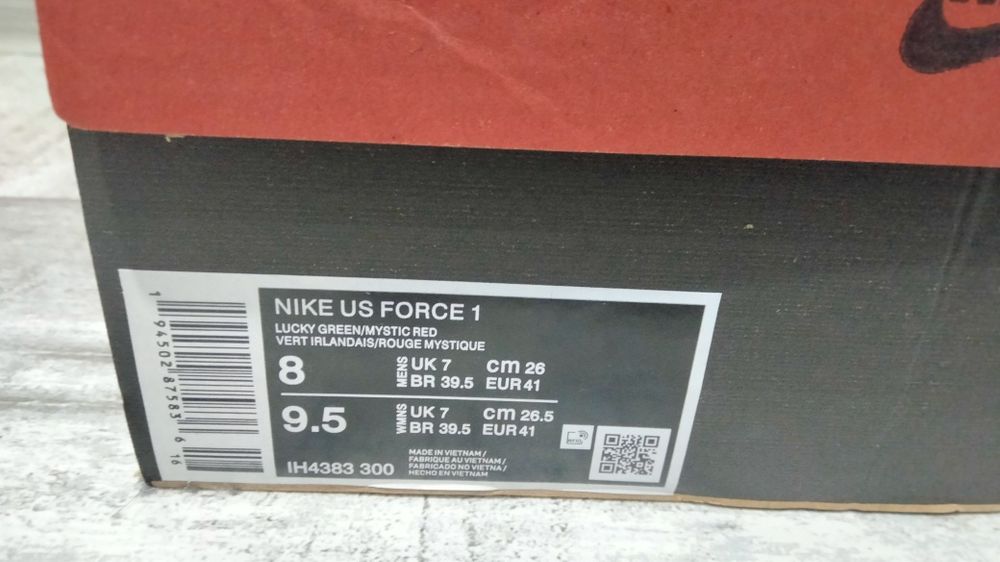 NIKE US FORCE 1
LUCKY GREEN/MYSTIC RED
VERT IRLANDAIS/ROUGE MYSTIQUE
8 MENS UK 7 cm 26
BR 39.5 EUR 41
9.5 WMNS UK 7 cm 26.5
BR 39.5 EUR 41
IH4383 300
MADE IN VIETNAM /
FABRIQUE AU VIETNAM /
FABRICADO NO VIETNA /
HECHO EN VIETNAM
1 94502 87583 6
16